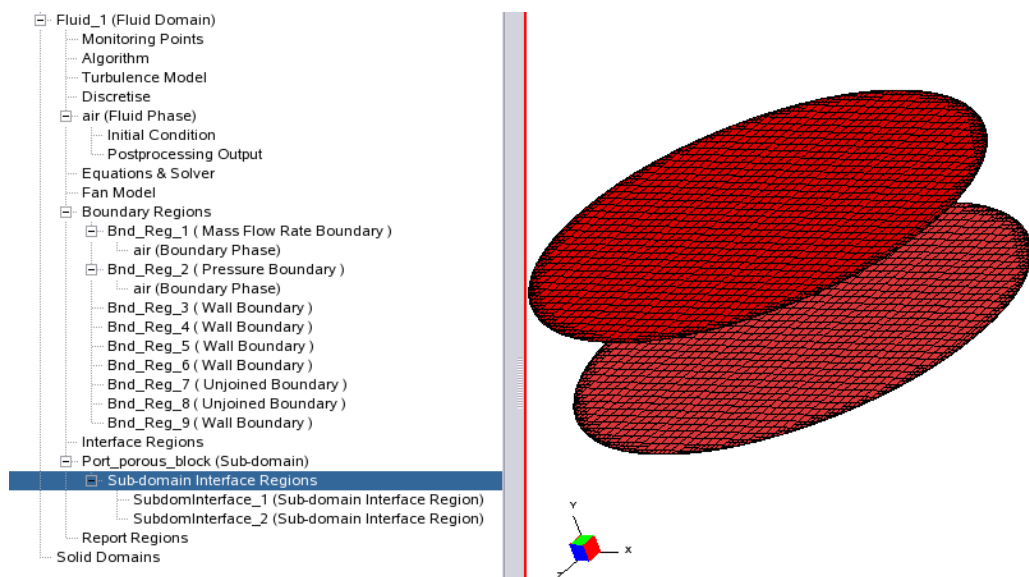 Fluid_1 (Fluid Domain)
Monitoring Points
Algorithm
Turbulence Model
Discretise
air (Fluid Phase)
Initial Condition
Postprocessing Output
Equations & Solver
Fan Model
Boundary Regions
Bnd_Reg_1 ( Mass Flow Rate Boundary )
air (Boundary Phase)
Bnd_Reg_2 ( Pressure Boundary )
air (Boundary Phase)
Bnd_Reg_3 ( Wall Boundary )
Bnd_Reg_4 ( Wall Boundary )
Bnd_Reg_5 ( Wall Boundary )
Bnd_Reg_6 ( Wall Boundary )
Bnd_Reg_7 ( Unjoined Boundary )
Bnd_Reg_8 ( Unjoined Boundary )
Bnd_Reg_9 ( Wall Boundary )
Interface Regions
Port_porous_block (Sub-domain)
Sub-domain Interface Regions
SubdomInterface_1 (Sub-domain Interface Region)
SubdomInterface_2 (Sub-domain Interface Region)
Report Regions
Solid Domains
Y
X
Z